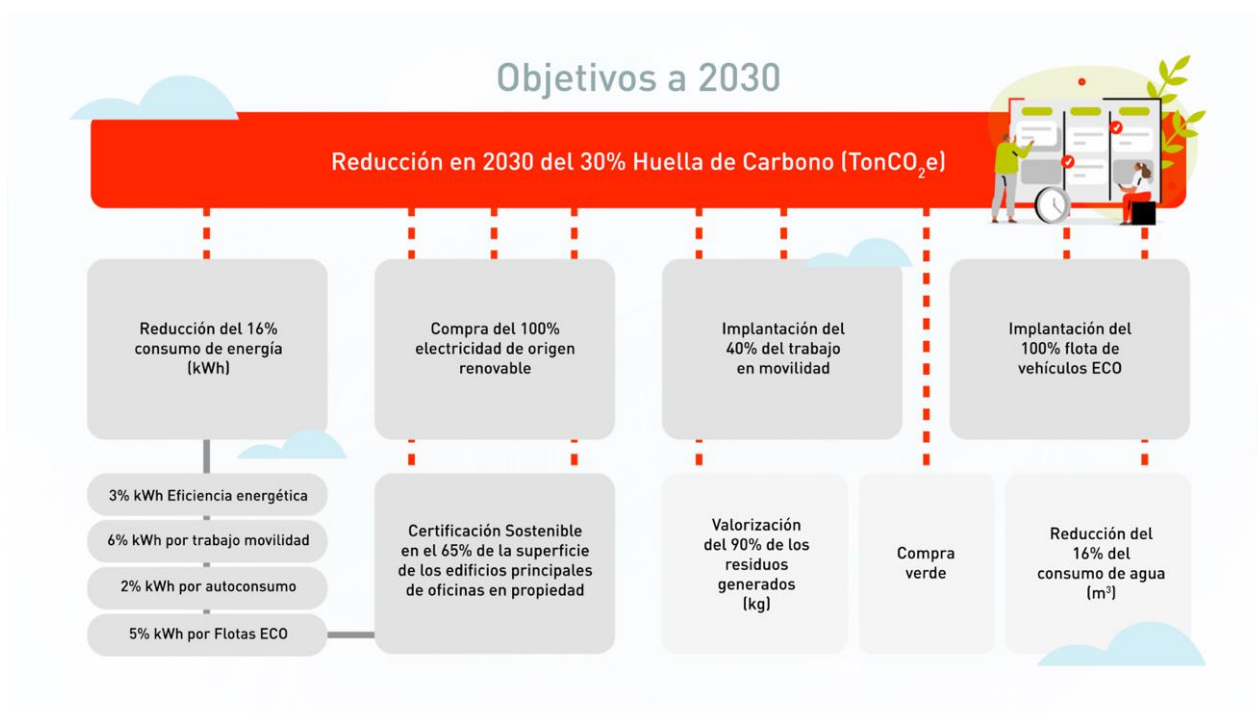 Objetivos a 2030
Reducción en 2030 del 30% Huella de Carbono (TonCO₂e)
Reducción del 16%
consumo de energía
(kWh)
Compra del 100%
electricidad de origen
renovable
Implantación del
40% del trabajo
en movilidad
Implantación del
100% flota de
vehículos ECO
3% kWh Eficiencia energética
6% kWh por trabajo movilidad
2% kWh por autoconsumo
5% kWh por Flotas ECO
Certificación Sostenible
en el 65% de la superficie
de los edificios principales
de oficinas en propiedad
Valorización
del 90% de los
residuos
generados
(kg)
Compra
verde
Reducción del
16% del
consumo de agua
(m³)